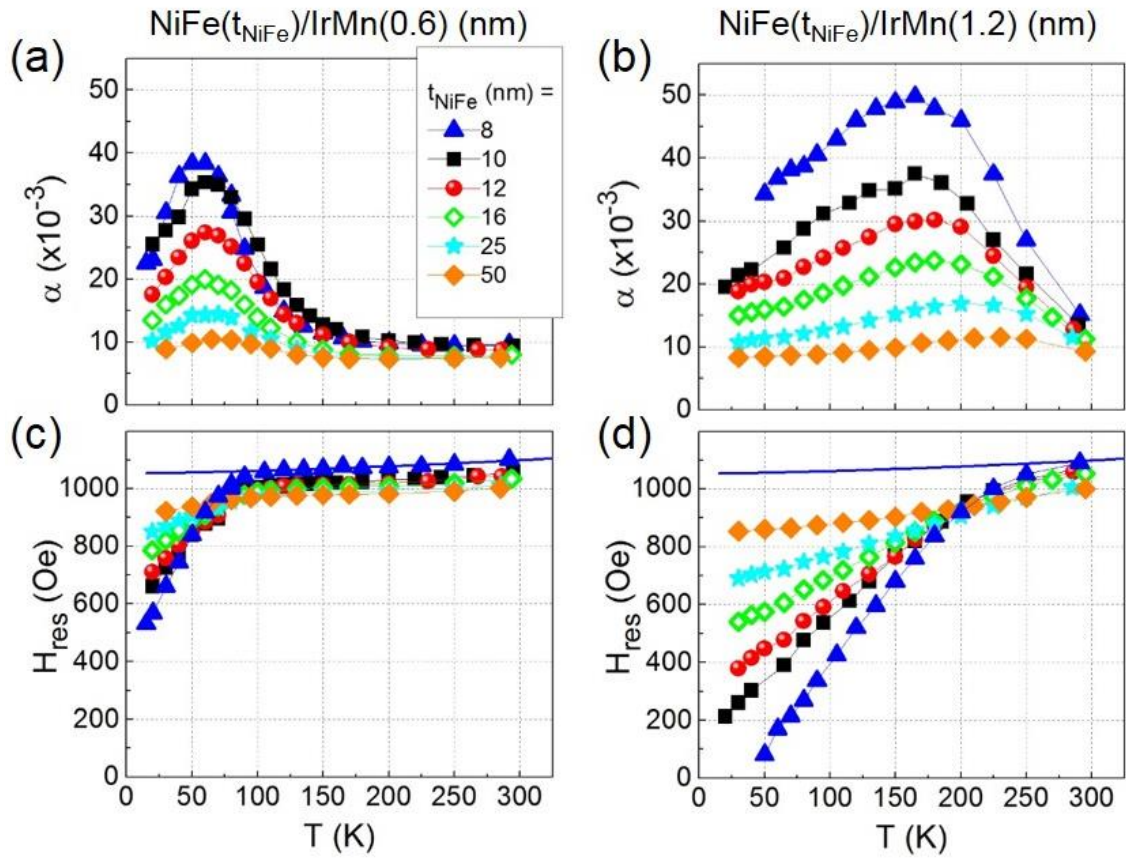 NiFe(tNiFe)/IrMn(0.6) (nm)
NiFe(tNiFe)/IrMn(1.2) (nm)
(a)
(b)
50
40
30
20
10
0
α (x10-3)
tNiFe (nm) =
8
10
12
16
25
50
50
40
30
20
10
0
α (x10-3)
(c)
(d)
1000
800
600
400
200
0
Hres (Oe)
0 50 100 150 200 250 300
T (K)
1000
800
600
400
200
0
Hres (Oe)
0 50 100 150 200 250 300
T (K)